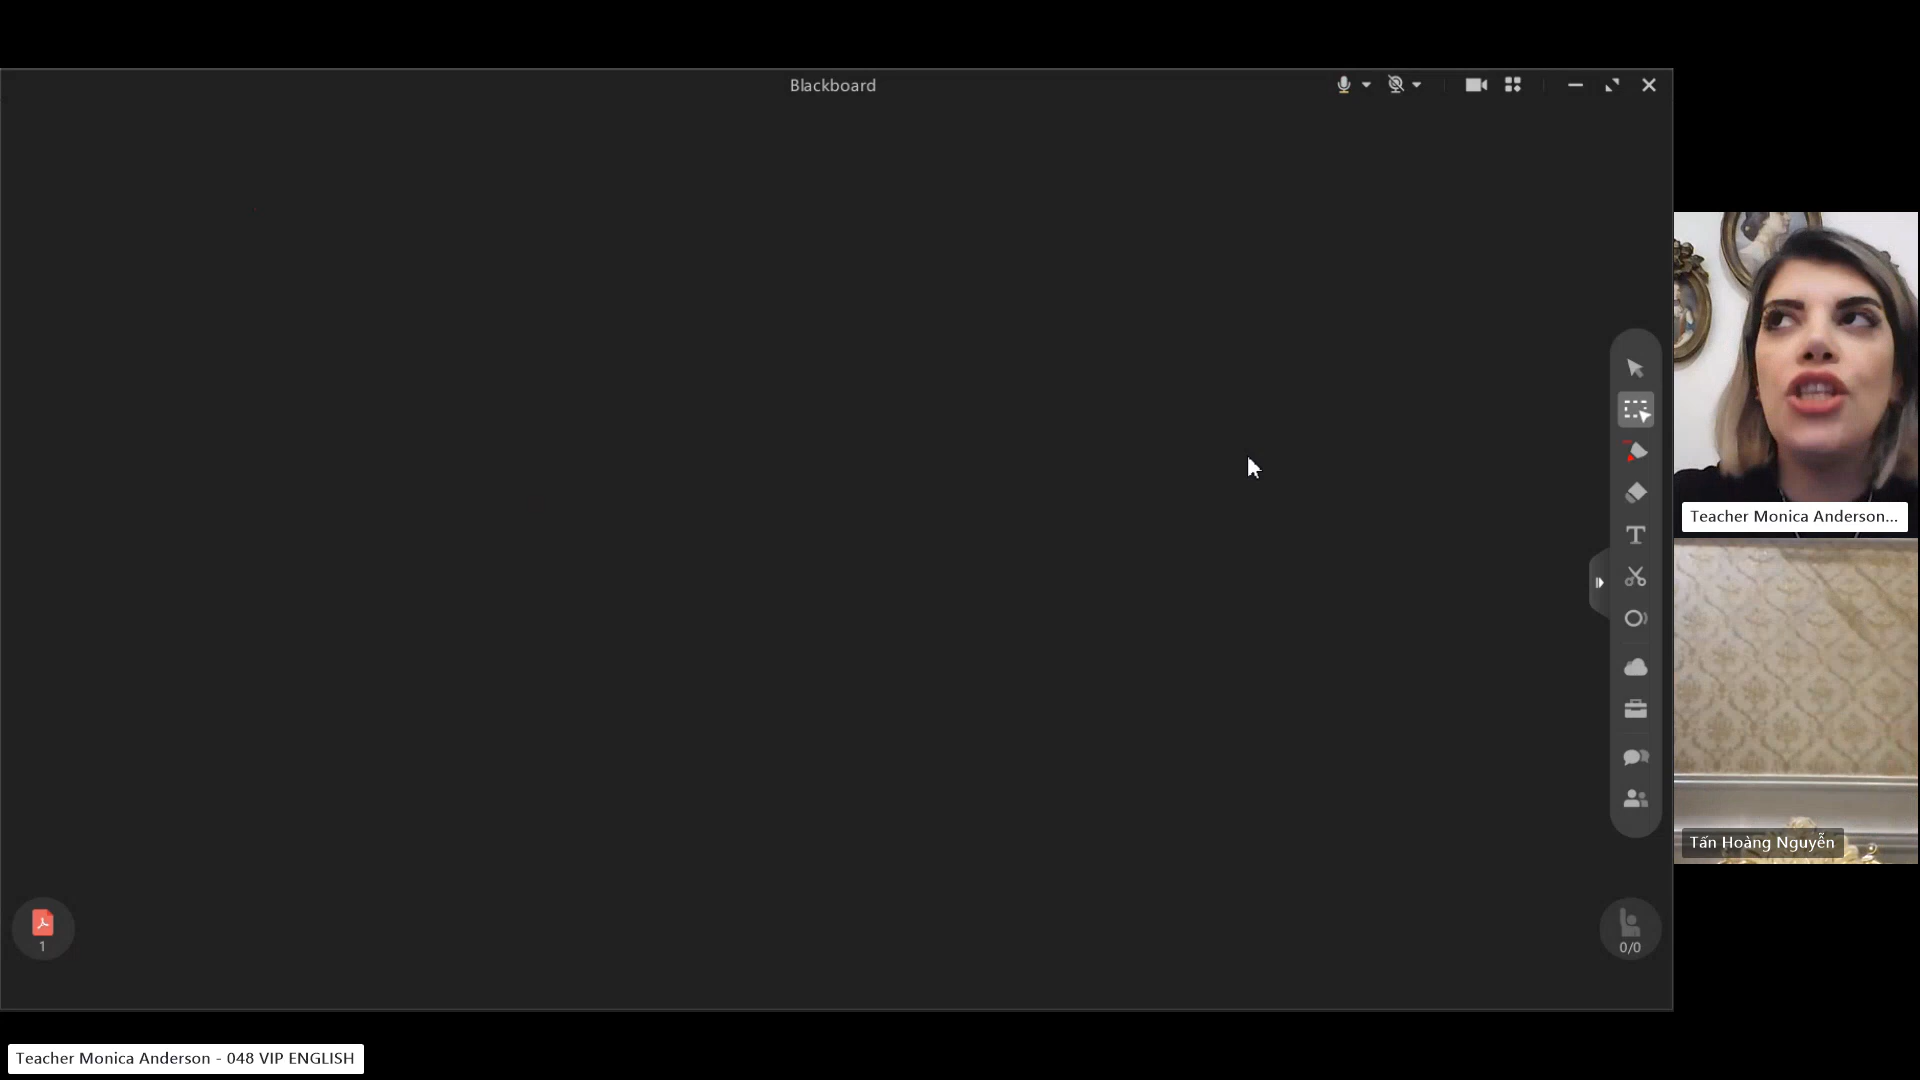 Blackboard
Teacher Monica Anderson...
Tấn Hoàng Nguyễn
1
0/0
Teacher Monica Anderson - 048 VIP ENGLISH